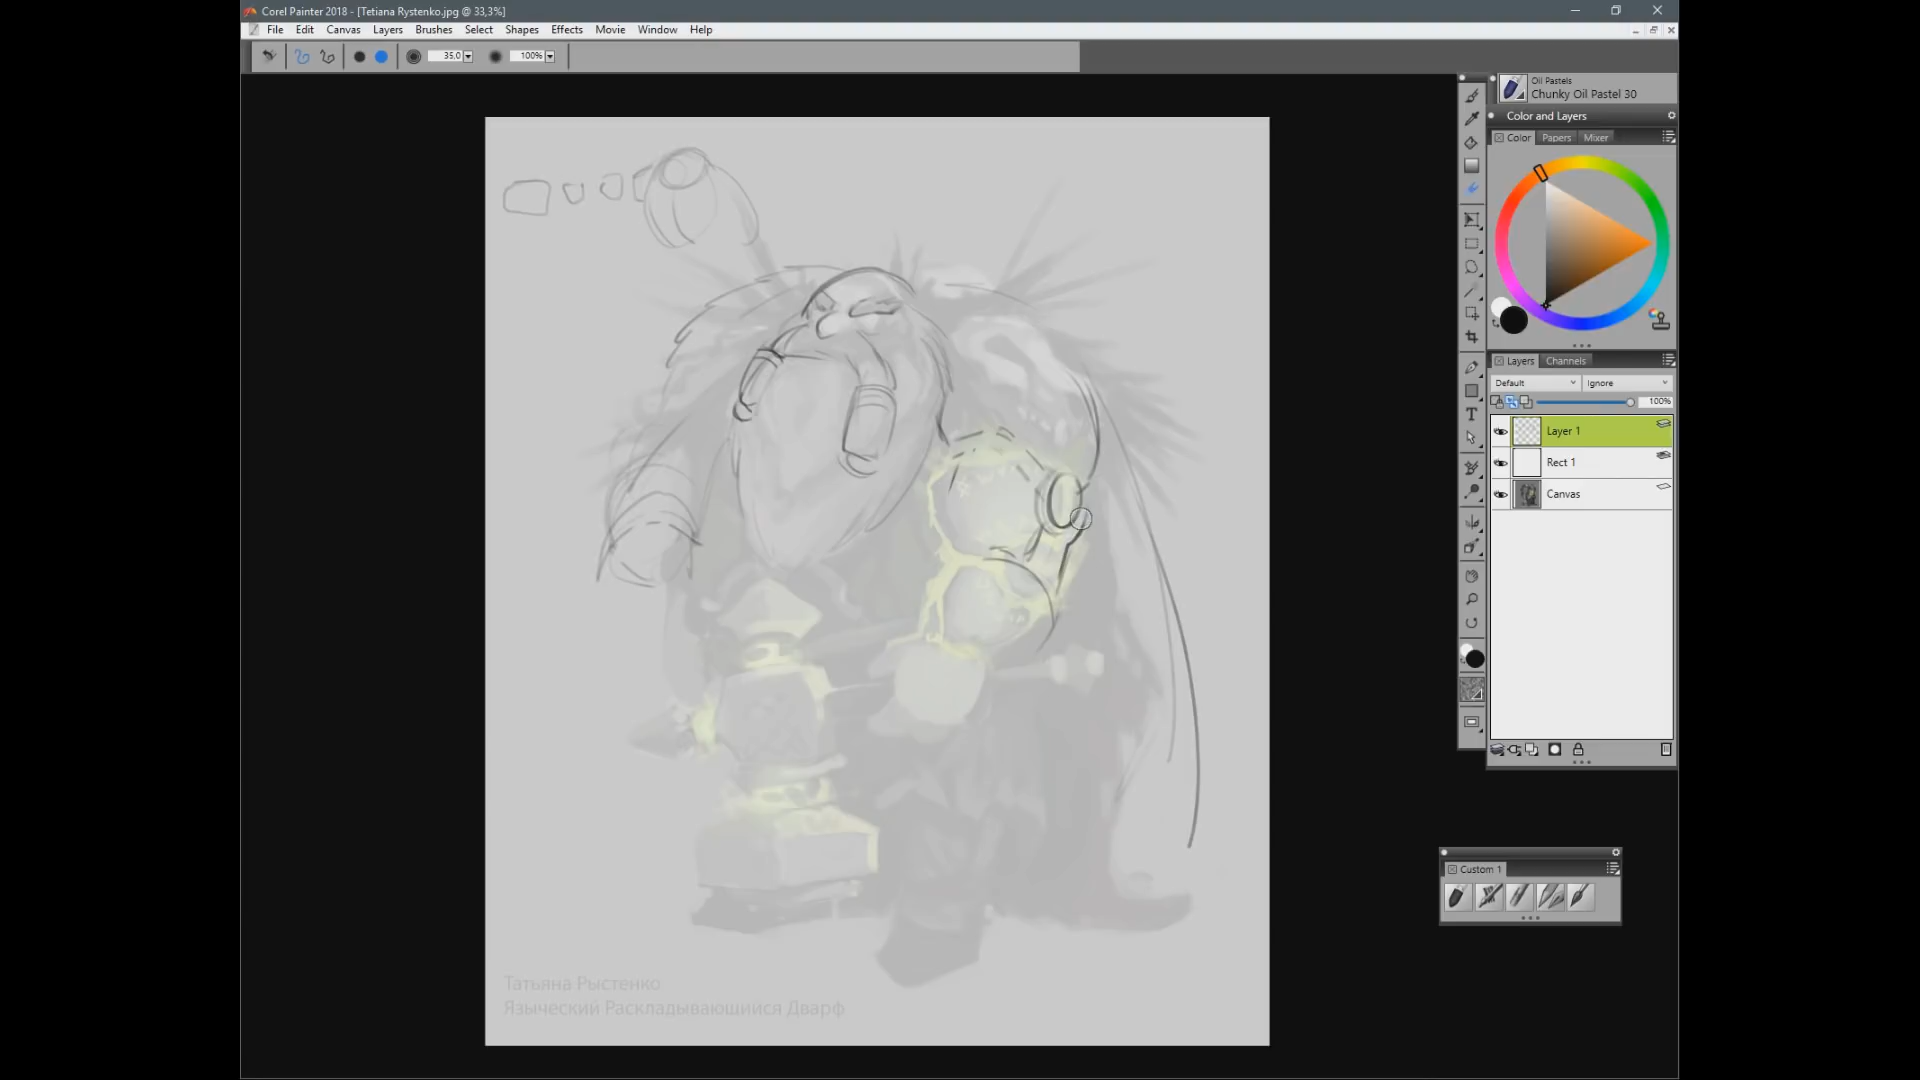 Corel Painter 2018 - [Tetiana Rystenko.jpg @ 33,3%]
File Edit Canvas Layers Brushes Select Shapes Effects Movie Window Help
35,0 100%
Oil Pastels
Chunky Oil Pastel 30
Color and Layers
Color Papers Mixer
Layers Channels
Default Ignore
100%
Layer 1
Rect 1
Canvas
Custom 1
Татьяна Рыстенко
Языческий Раскладывающийся Дварф